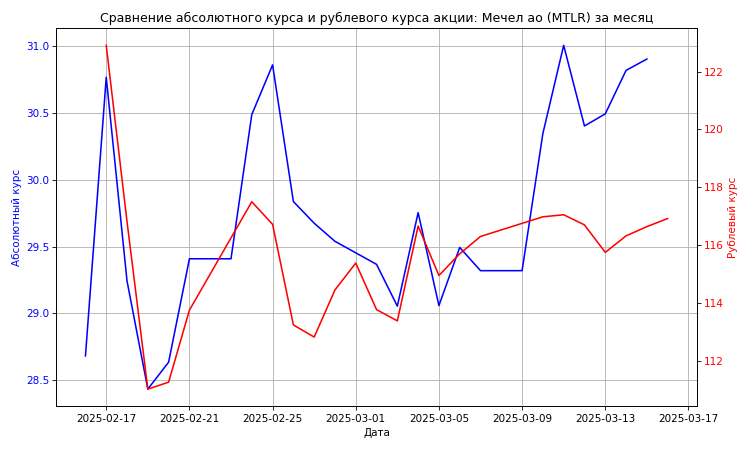 Сравнение абсолютного курса и рублевого курса акции: Мечел ао (MTLR) за месяц
Абсолютный курс
31.0
30.5
30.0
29.5
29.0
28.5
122
120
118
116
114
112
Рублевый курс
2025-02-17 2025-02-21 2025-02-25 2025-03-01 2025-03-05 2025-03-09 2025-03-13 2025-03-17
Дата